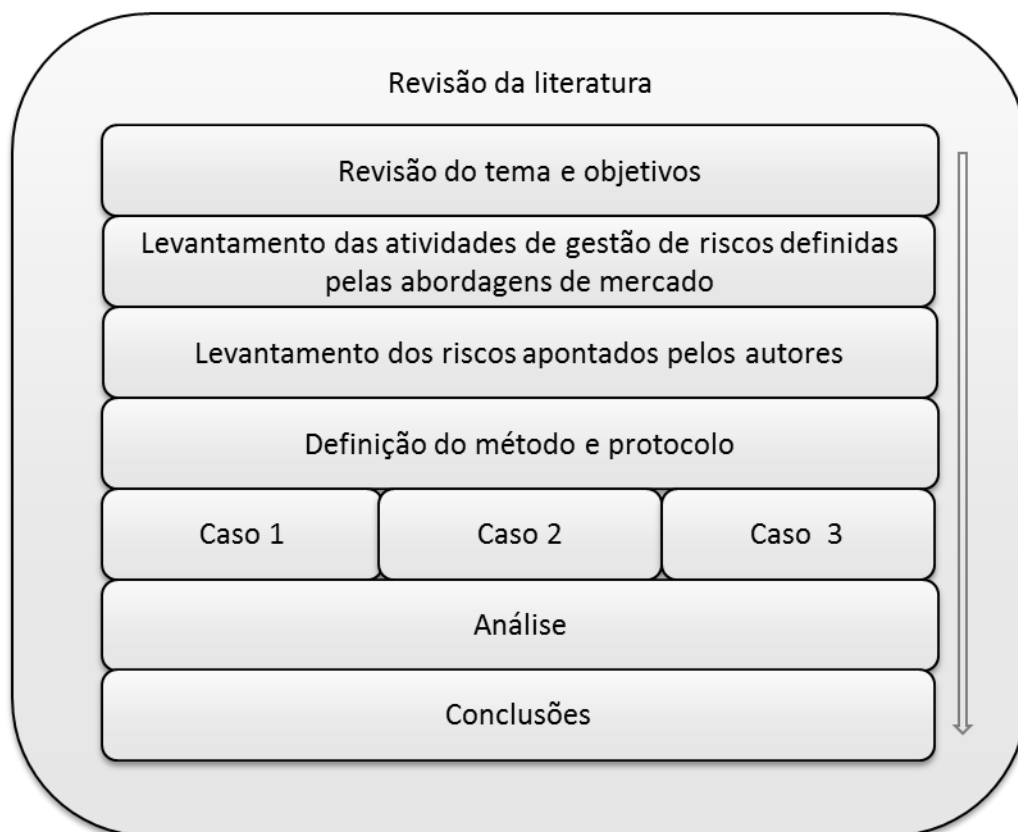 Revisão da literatura
Revisão do tema e objetivos
Levantamento das atividades de gestão de riscos definidas
pelas abordagens de mercado
Levantamento dos riscos apontados pelos autores
Definição do método e protocolo
Caso 1
Caso 2
Caso 3
Análise
Conclusões